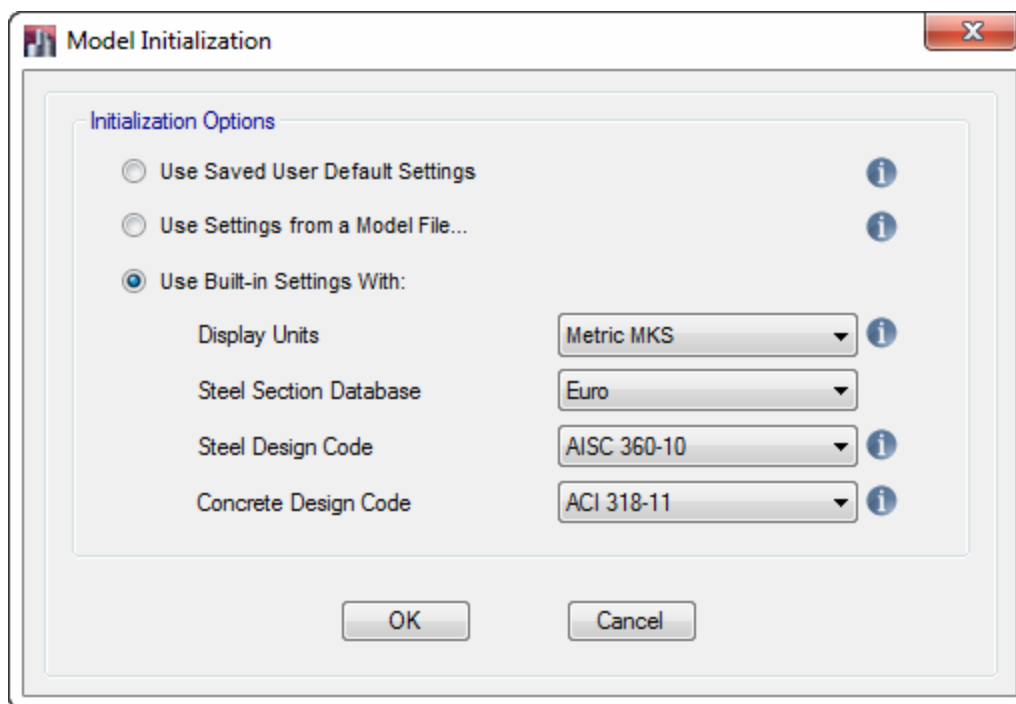 Model Initialization
Initialization Options
Use Saved User Default Settings
Use Settings from a Model File...
Use Built-in Settings With:
Display Units Metric MKS
Steel Section Database Euro
Steel Design Code AISC 360-10
Concrete Design Code ACI 318-11
OK Cancel